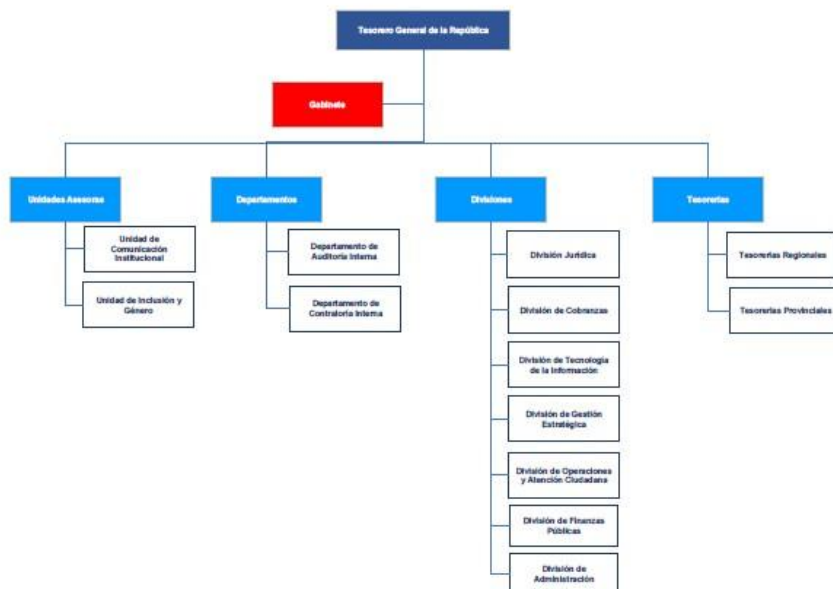 Tesorero General de la República
Gabinete
Unidades Asesoras
Unidad de
Comunicación
Institucional
Unidad de Inclusión y
Género
Departamentos
Departamento de
Auditoría Interna
Departamento de
Contraloría Interna
Divisiones
División Jurídica
División de Cobranzas
División de Tecnología
de la Información
División de Gestión
Estratégica
División de Operaciones
y Atención Ciudadana
División de Finanzas
Públicas
División de
Administración
Tesorerías
Tesorerías Regionales
Tesorerías Provinciales